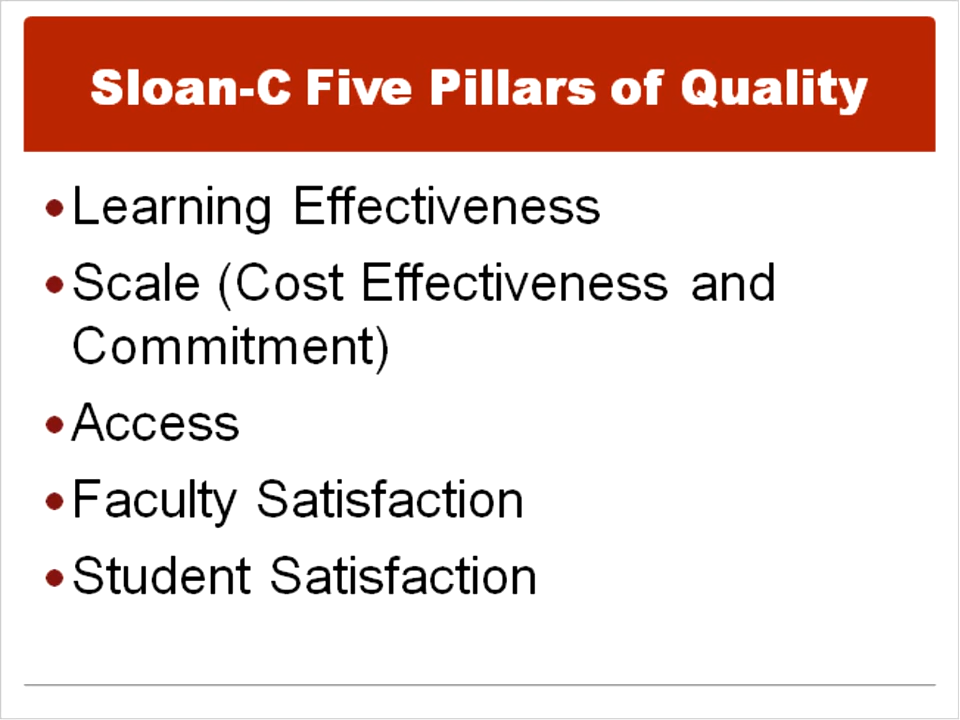 Sloan-C Five Pillars of Quality
•Learning Effectiveness
•Scale (Cost Effectiveness and
Commitment)
•Access
•Faculty Satisfaction
•Student Satisfaction